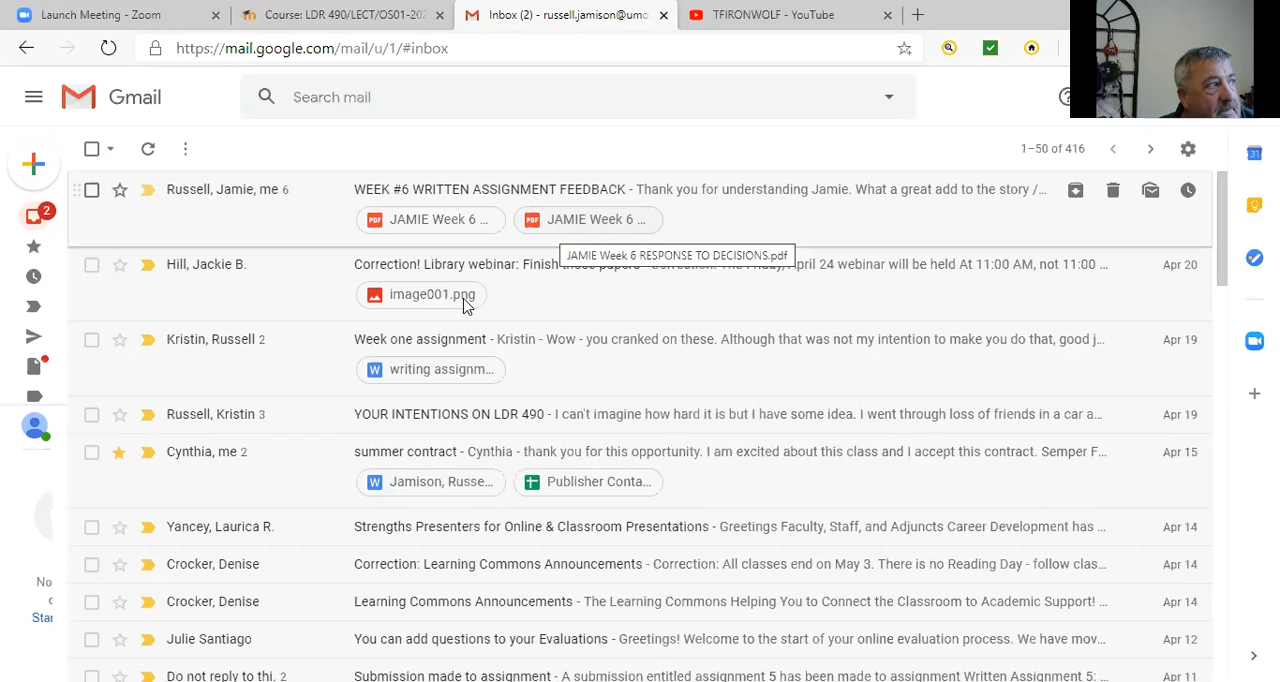 Launch Meeting - Zoom
Course: LDR 490/LECT/OS01-202
Inbox (2) - russell.jamison@umo
TFIRONWOLF - YouTube
https://mail.google.com/mail/u/1/#inbox
Gmail
Search mail
1–50 of 416
31
2
Russell, Jamie, me 6
WEEK #6 WRITTEN ASSIGNMENT FEEDBACK - Thank you for understanding Jamie. What a great add to the story /…
PDF JAMIE Week 6 ...
PDF JAMIE Week 6 ...
JAMIE Week 6 RESPONSE TO DECISIONS.pdf
Hill, Jackie B.
Correction! Library webinar: Finish those papers - Correction: The Friday, April 24 webinar will be held At 11:00 AM, not 11:00 …
Apr 20
image001.png
Kristin, Russell 2
Week one assignment - Kristin - Wow - you cranked on these. Although that was not my intention to make you do that, good j…
Apr 19
W writing assignm...
Russell, Kristin 3
YOUR INTENTIONS ON LDR 490 - I can't imagine how hard it is but I have some idea. I went through loss of friends in a car a…
Apr 19
Cynthia, me 2
summer contract - Cynthia - thank you for this opportunity. I am excited about this class and I accept this contract. Semper F…
Apr 15
W Jamison, Russe...
Publisher Conta...
Yancey, Laurica R.
Strengths Presenters for Online & Classroom Presentations - Greetings Faculty, Staff, and Adjuncts Career Development has …
Apr 14
Crocker, Denise
Correction: Learning Commons Announcements - Correction: All classes end on May 3. There is no Reading Day - follow clas…
Apr 14
No
Crocker, Denise
Learning Commons Announcements - The Learning Commons Helping You to Connect the Classroom to Academic Support! …
Apr 14
Star
Julie Santiago
You can add questions to your Evaluations - Greetings! Welcome to the start of your online evaluation process. We have mov…
Apr 12
Do not reply to thi. 2
Submission made to assignment - A submission entitled assignment 5 has been made to assignment Written Assignment 5: …
Apr 11